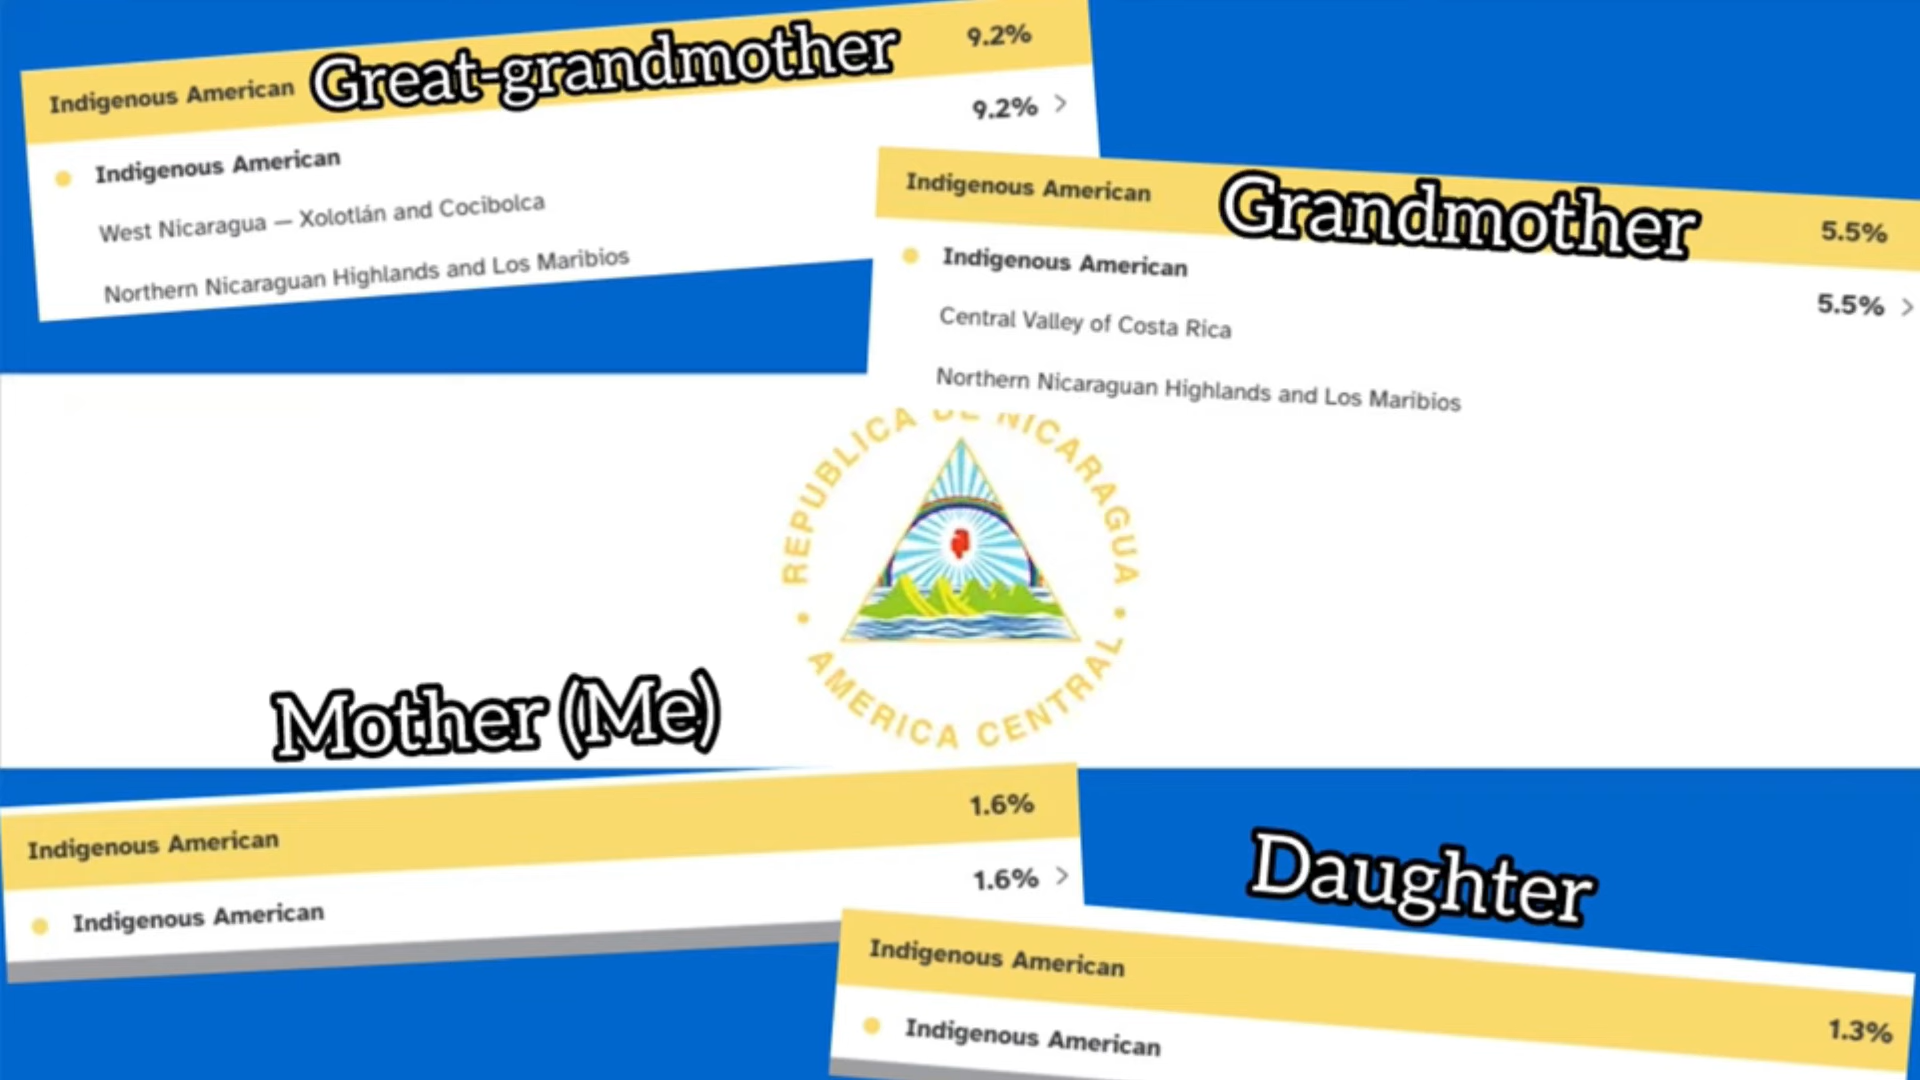 Indigenous American Great-grandmother 9.2%
Indigenous American 9.2%
West Nicaragua — Xolotlán and Cocibolca
Northern Nicaraguan Highlands and Los Maribios
Indigenous American Grandmother 5.5%
Indigenous American 5.5%
Central Valley of Costa Rica
Northern Nicaraguan Highlands and Los Maribios
REPUBLICA DE NICARAGUA
AMERICA CENTRAL
Mother (Me)
Indigenous American 1.6%
Indigenous American 1.6%
Daughter
Indigenous American 1.3%
Indigenous American